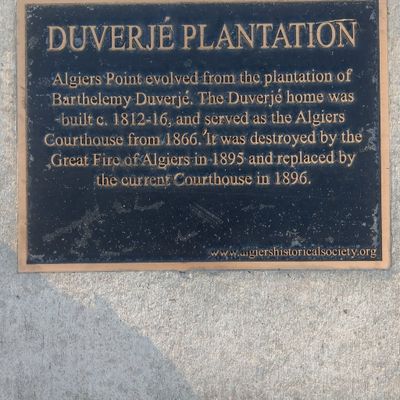 DUVERJÉ PLANTATION
Algiers Point evolved from the plantation of
Barthelemy Duverjé. The Duverjé home was
built c. 1812-16, and served as the Algiers
Courthouse from 1866. It was destroyed by the
Great Fire of Algiers in 1895 and replaced by
the current Courthouse in 1896.
www.algiershistoricalsociety.org